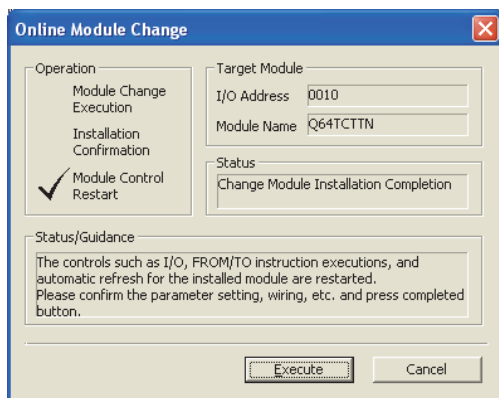 Online Module Change
Operation
Module Change
Execution
Installation
Confirmation
Module Control
Restart
Target Module
I/O Address 0010
Module Name Q64TCTTN
Status
Change Module Installation Completion
Status/Guidance
The controls such as I/O, FROM/TO instruction executions, and
automatic refresh for the installed module are restarted.
Please confirm the parameter setting, wiring, etc. and press completed
button.
Execute Cancel